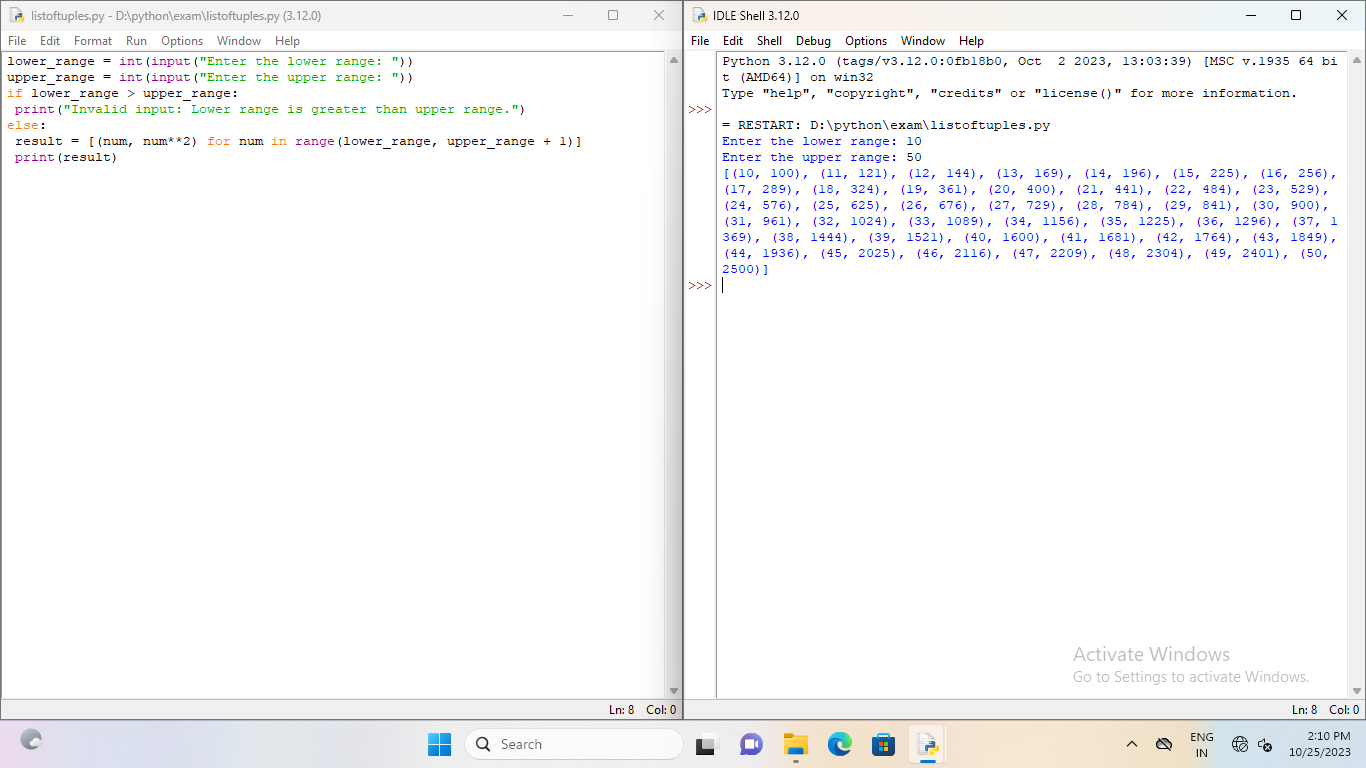 listoftuples.py - D:\python\exam\listoftuples.py (3.12.0)
File Edit Format Run Options Window Help
lower_range = int(input("Enter the lower range: "))
upper_range = int(input("Enter the upper range: "))
if lower_range > upper_range:
 print("Invalid input: Lower range is greater than upper range.")
else:
 result = [(num, num**2) for num in range(lower_range, upper_range + 1)]
 print(result)
Ln: 8 Col: 0
IDLE Shell 3.12.0
File Edit Shell Debug Options Window Help
Python 3.12.0 (tags/v3.12.0:0fb18b0, Oct  2 2023, 13:03:39) [MSC v.1935 64 bi
t (AMD64)] on win32
Type "help", "copyright", "credits" or "license()" for more information.
>>>
= RESTART: D:\python\exam\listoftuples.py
Enter the lower range: 10
Enter the upper range: 50
[(10, 100), (11, 121), (12, 144), (13, 169), (14, 196), (15, 225), (16, 256),
(17, 289), (18, 324), (19, 361), (20, 400), (21, 441), (22, 484), (23, 529),
(24, 576), (25, 625), (26, 676), (27, 729), (28, 784), (29, 841), (30, 900),
(31, 961), (32, 1024), (33, 1089), (34, 1156), (35, 1225), (36, 1296), (37, 1
369), (38, 1444), (39, 1521), (40, 1600), (41, 1681), (42, 1764), (43, 1849),
(44, 1936), (45, 2025), (46, 2116), (47, 2209), (48, 2304), (49, 2401), (50,
2500)]
>>>
Activate Windows
Go to Settings to activate Windows.
Ln: 8 Col: 0
Search
ENG
IN
2:10 PM
10/25/2023